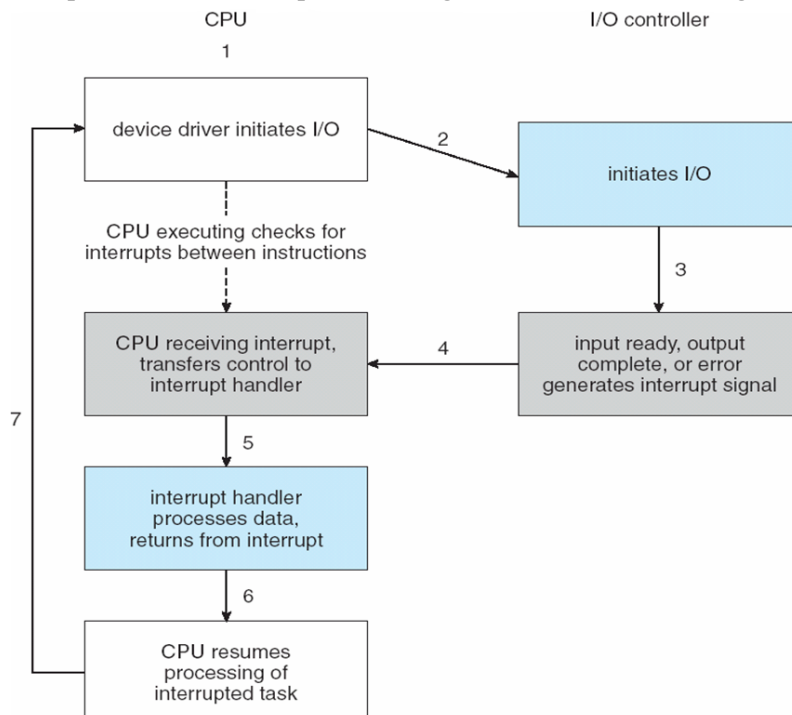 CPU
I/O controller
1
device driver initiates I/O
2
initiates I/O
CPU executing checks for
interrupts between instructions
3
CPU receiving interrupt,
transfers control to
interrupt handler
4
input ready, output
complete, or error
generates interrupt signal
7
5
interrupt handler
processes data,
returns from interrupt
6
CPU resumes
processing of
interrupted task